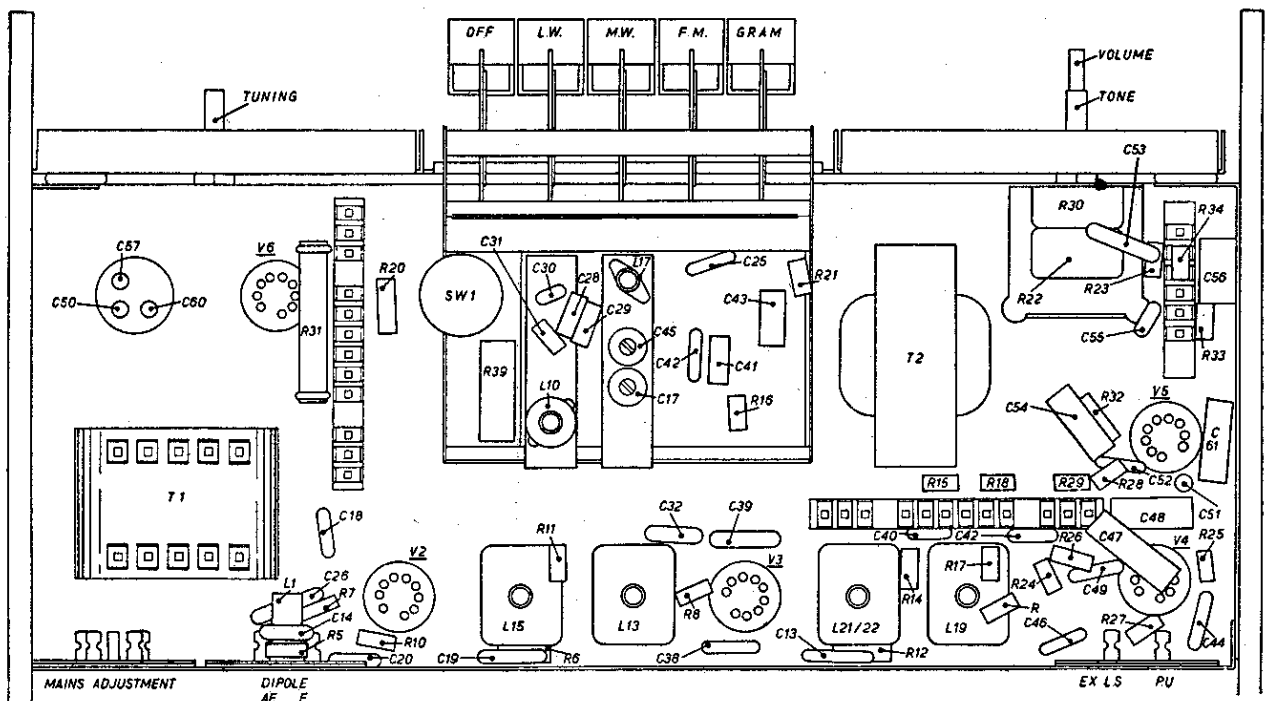 OFF L.W. M.W. F.M. GRAM
VOLUME
TUNING
TONE
C53
R30
R34
C57
V6
C31
C30
L17
C25
R20
C28
R21
C56
C50
C60
SW1
C29
C43
R22
R23
R31
C45
C55
T2
R33
R39
C42
C41
L10
C17
R16
C54
R32
V5
C
61
T1
R15
R18
R29
R28
C52
C18
C32
C39
C48
C51
R11
C40
C42
C47
V2
V3
R26
V4
R25
L1
C26
R7
R17
R24
C49
C14
R8
R14
R
R5
R10
L15
L13
L21/22
L19
C46
R27
C20
C19
R6
C38
C13
R12
C44
MAINS ADJUSTMENT
DIPOLE
EX LS
P.U
AE E